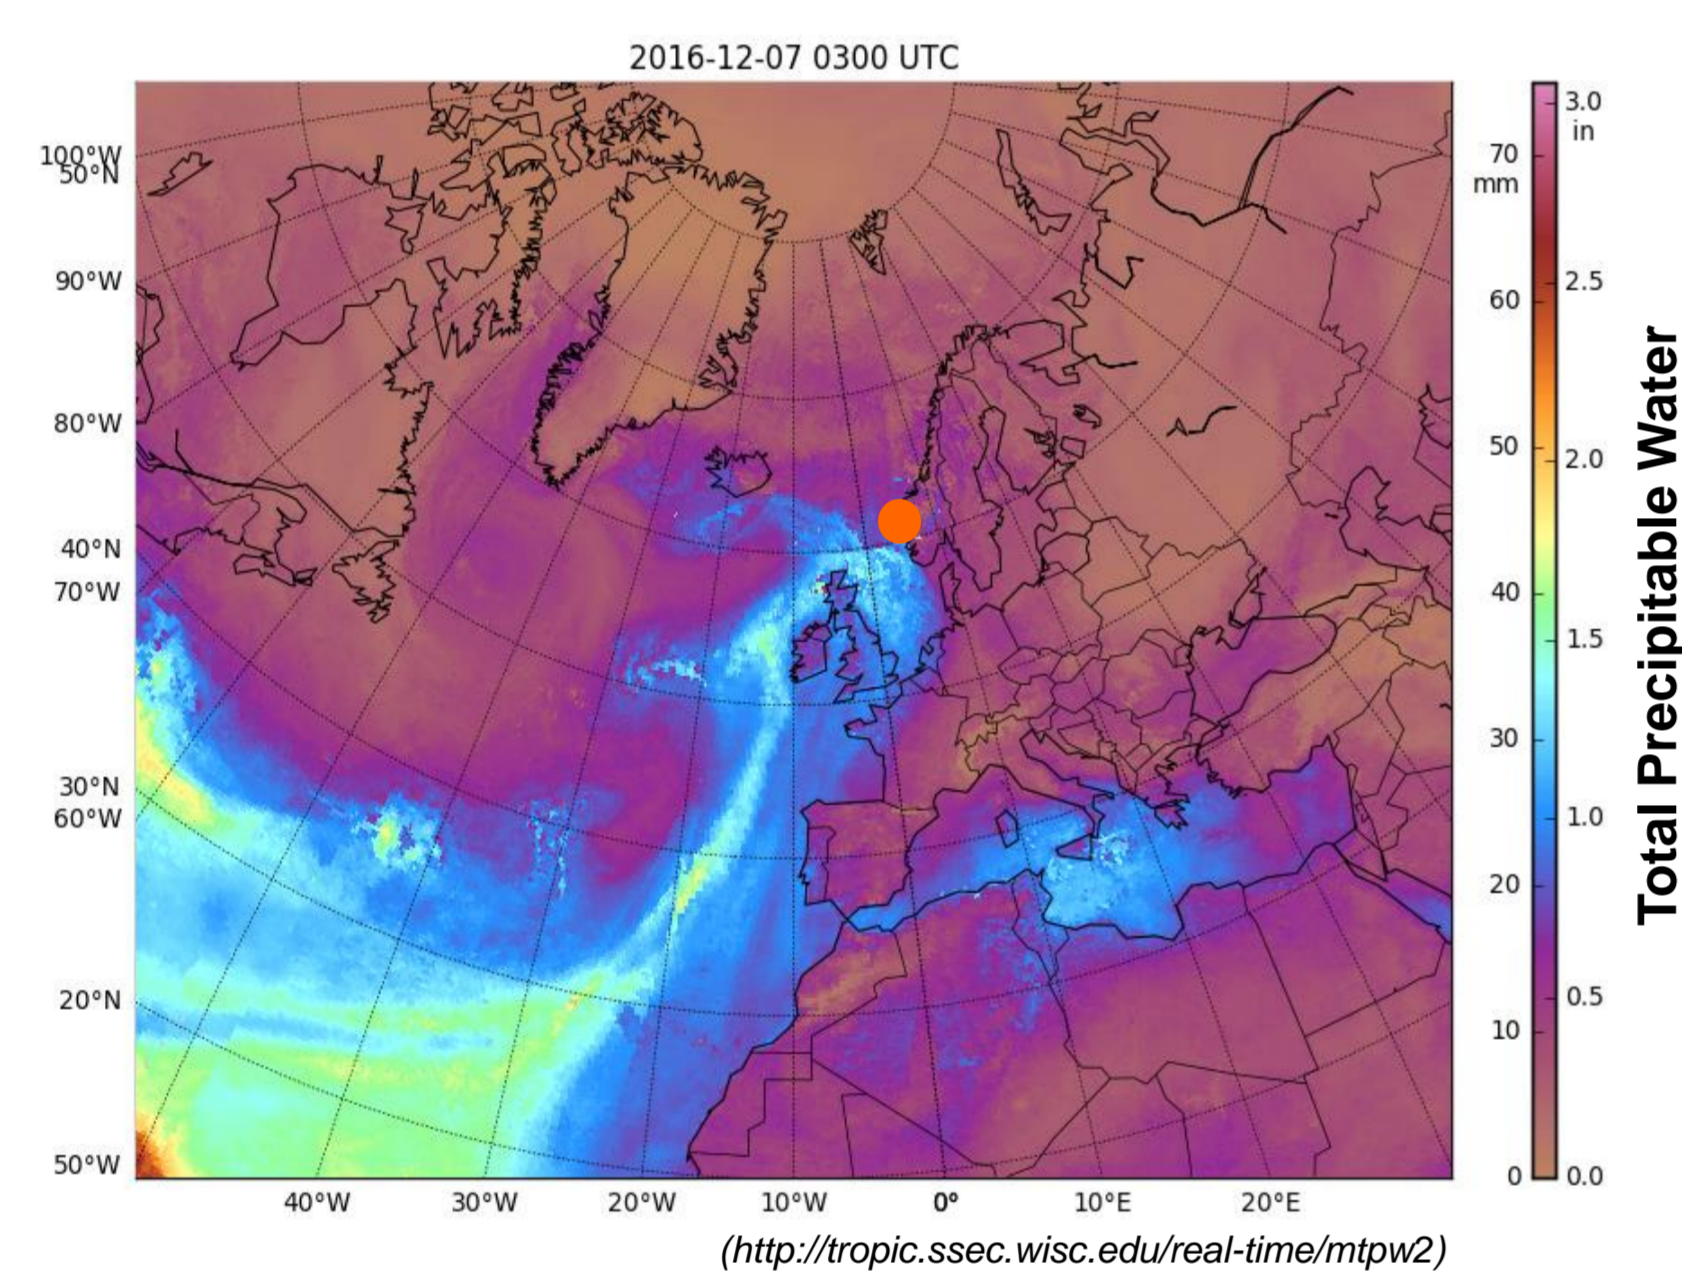 2016-12-07 0300 UTC
100°W
50°N
90°W
80°W
40°N
70°W
30°N
60°W
20°N
50°W
40°W 30°W 20°W 10°W 0° 10°E 20°E
70
mm
60
50
40
30
20
10
0
3.0
in
2.5
2.0
1.5
1.0
0.5
0.0
Total Precipitable Water
(http://tropic.ssec.wisc.edu/real-time/mtpw2)